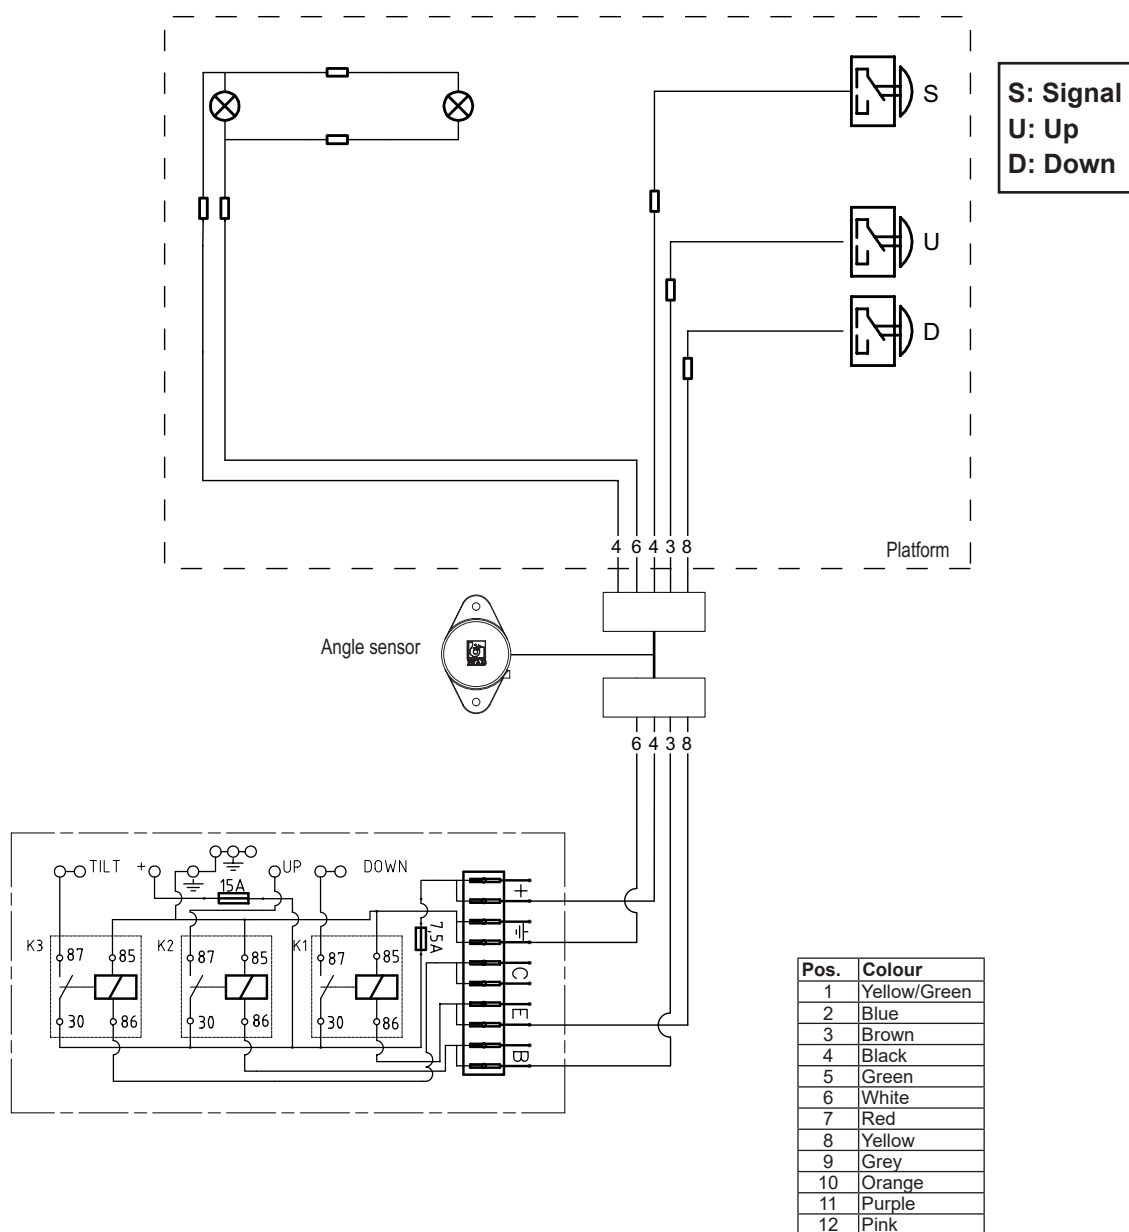 S: Signal
U: Up
D: Down
S
U
D
4 6 4 3 8
Platform
Angle sensor
6 4 3 8
TILT + UP DOWN
15A
7,5A
+
C
E
B
K3 87 85 K2 87 85 K1 87 85
30 86 30 86 30 86
Pos. Colour
1 Yellow/Green
2 Blue
3 Brown
4 Black
5 Green
6 White
7 Red
8 Yellow
9 Grey
10 Orange
11 Purple
12 Pink